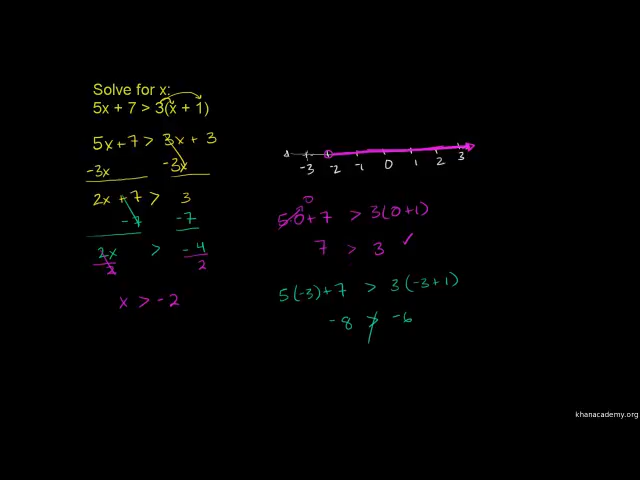 Solve for x:
5x + 7 > 3(x + 1)
5x + 7 > 3x + 3
-3x -3x
2x + 7 > 3
-7 -7
2x > -4
2 2
x > -2
-3 -2 -1 0 1 2 3
0
5·0 + 7 > 3(0+1)
7 > 3 ✓
5(-3)+7 > 3(-3+1)
-8 ≯ -6
khanacademy.org